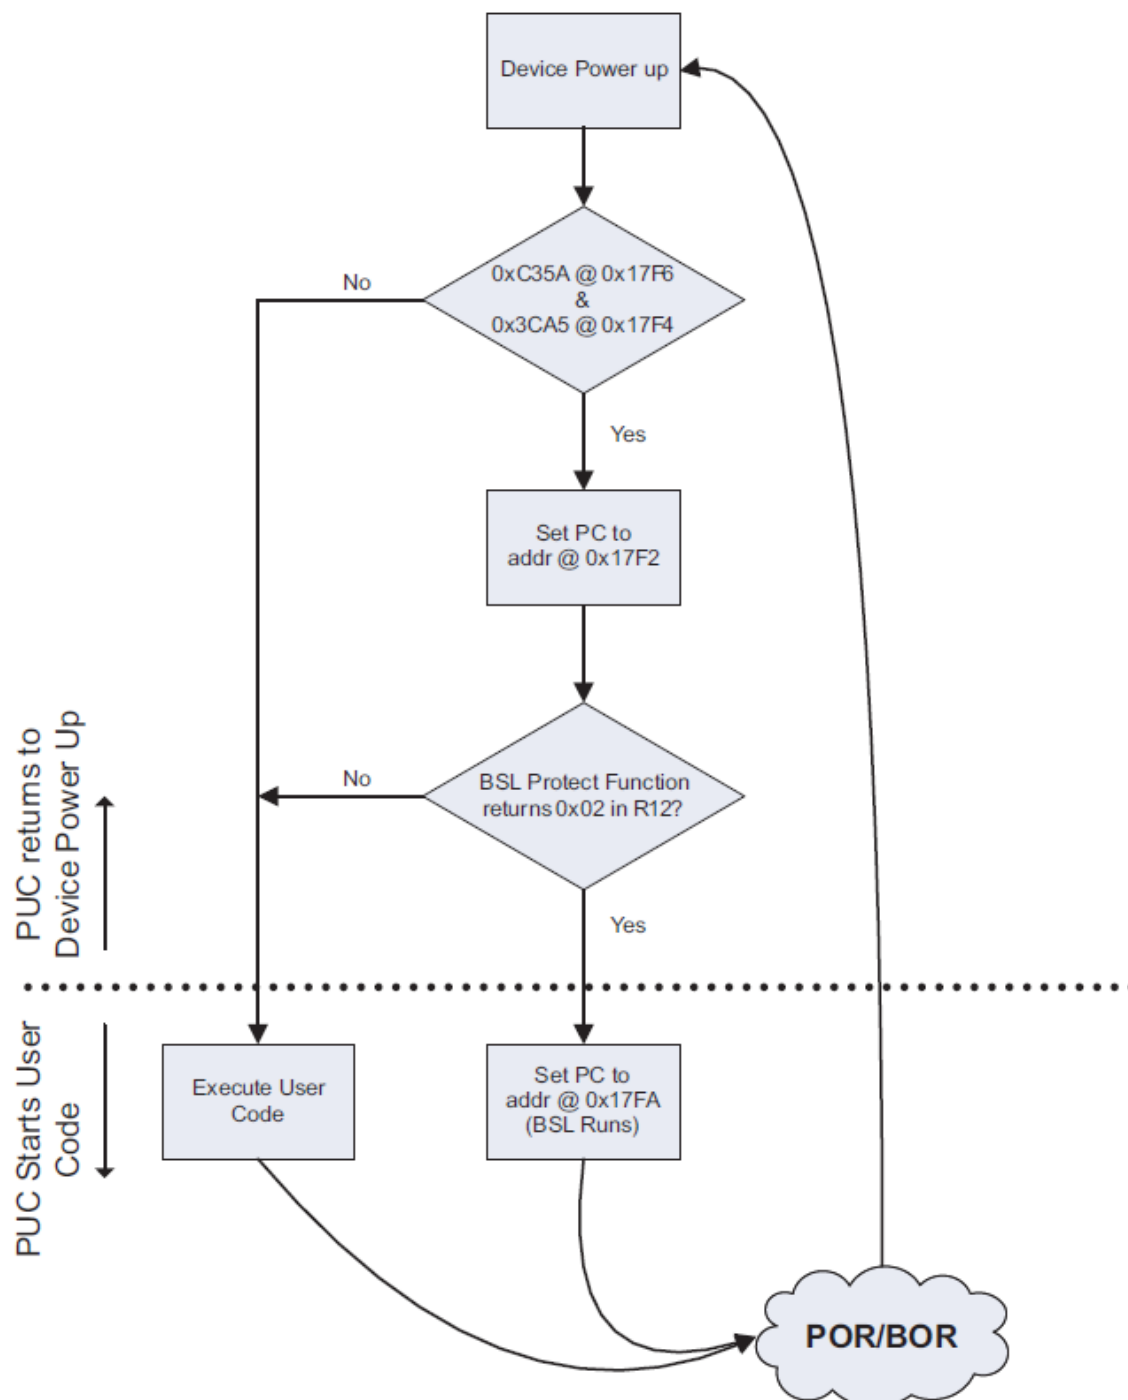 Device Power up
0xC35A @ 0x17F6
&
0x3CA5 @ 0x17F4
No
Yes
Set PC to
addr @ 0x17F2
BSL Protect Function
returns 0x02 in R12?
No
Yes
PUC returns to
Device Power Up
PUC Starts User
Code
Execute User
Code
Set PC to
addr @ 0x17FA
(BSL Runs)
POR/BOR